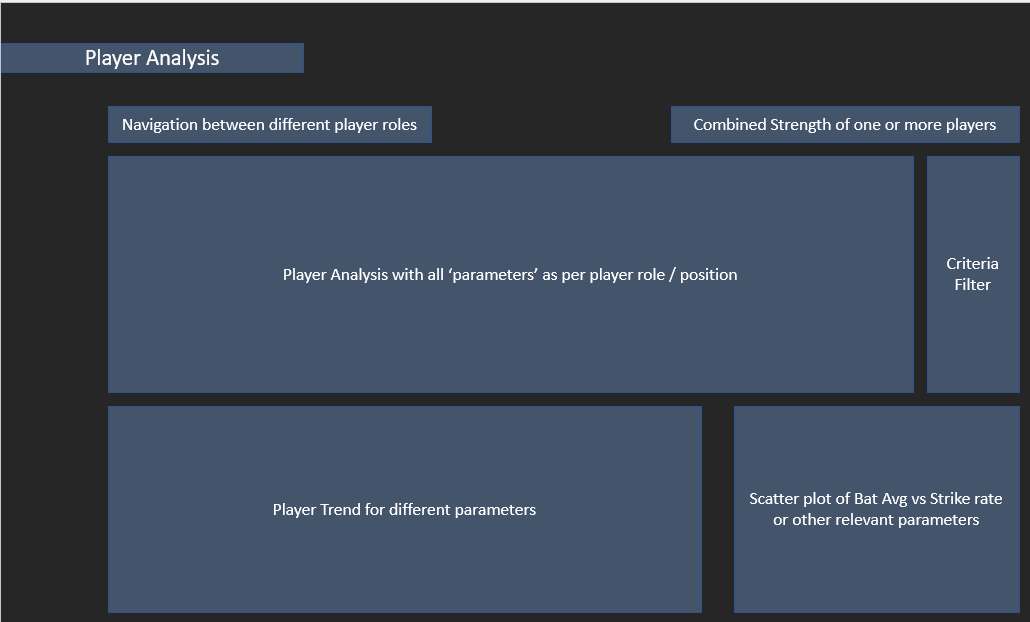 Player Analysis
Navigation between different player roles
Combined Strength of one or more players
Player Analysis with all ‘parameters’ as per player role / position
Criteria
Filter
Player Trend for different parameters
Scatter plot of Bat Avg vs Strike rate
or other relevant parameters